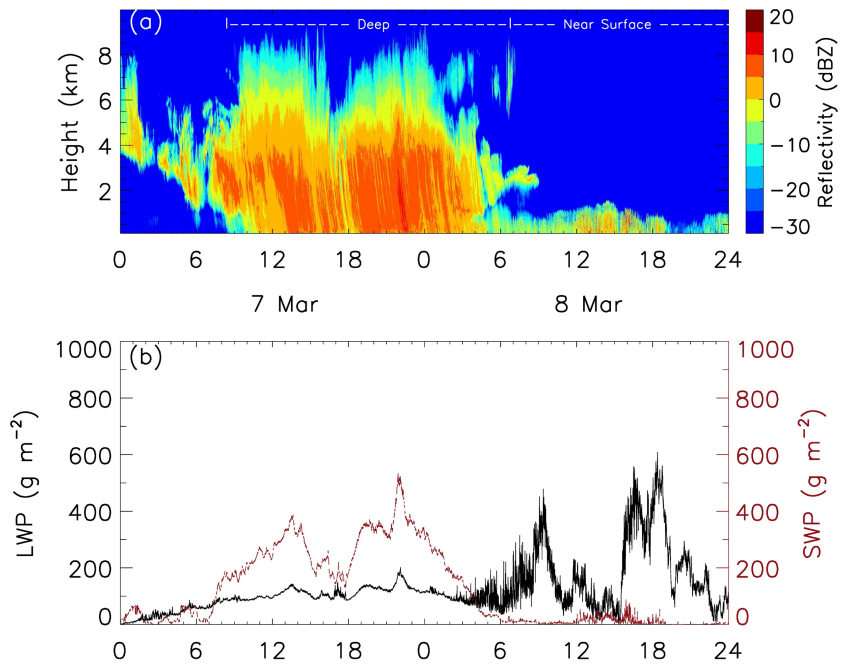 (a)
Deep
Near Surface
Height (km)
8
6
4
2
20
10
0
−10
−20
−30
Reflectivity (dBZ)
0 6 12 18 0 6 12 18 24
7 Mar 8 Mar
(b)
LWP (g m⁻²)
1000
800
600
400
200
0
1000
800
600
400
200
0
SWP (g m⁻²)
0 6 12 18 0 6 12 18 24